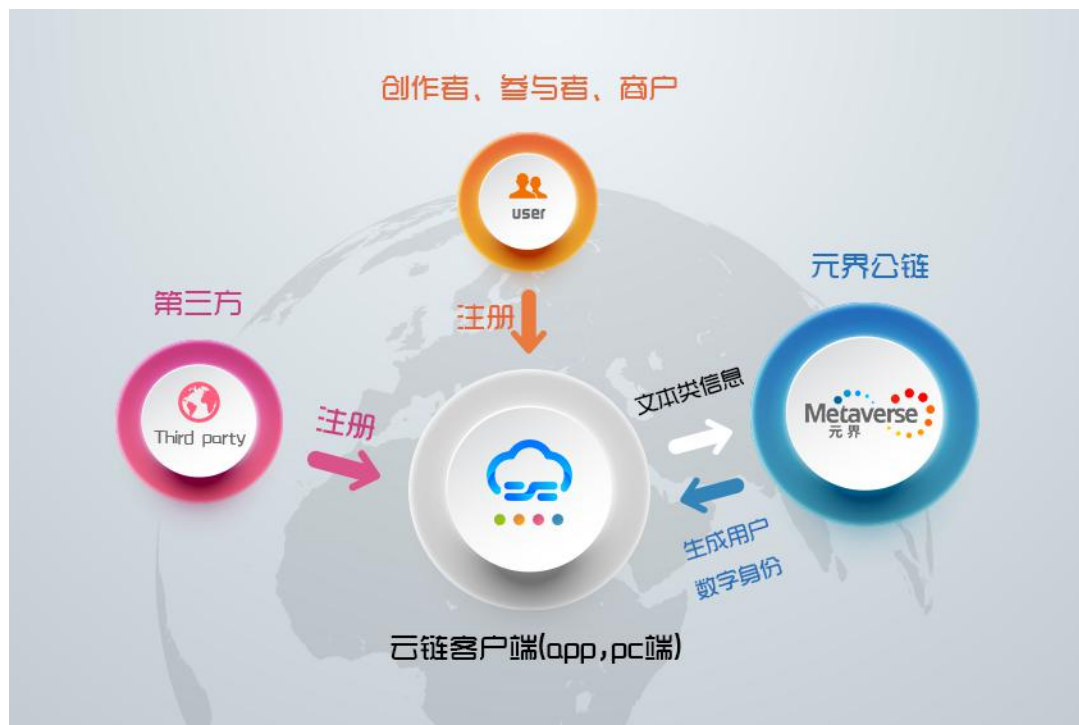 创作者、参与者、商户
user
元界公链
第三方
注册
文本类信息
Metaverse
元界
Third party
注册
生成用户
数字身份
云链客户端(app,pc端)